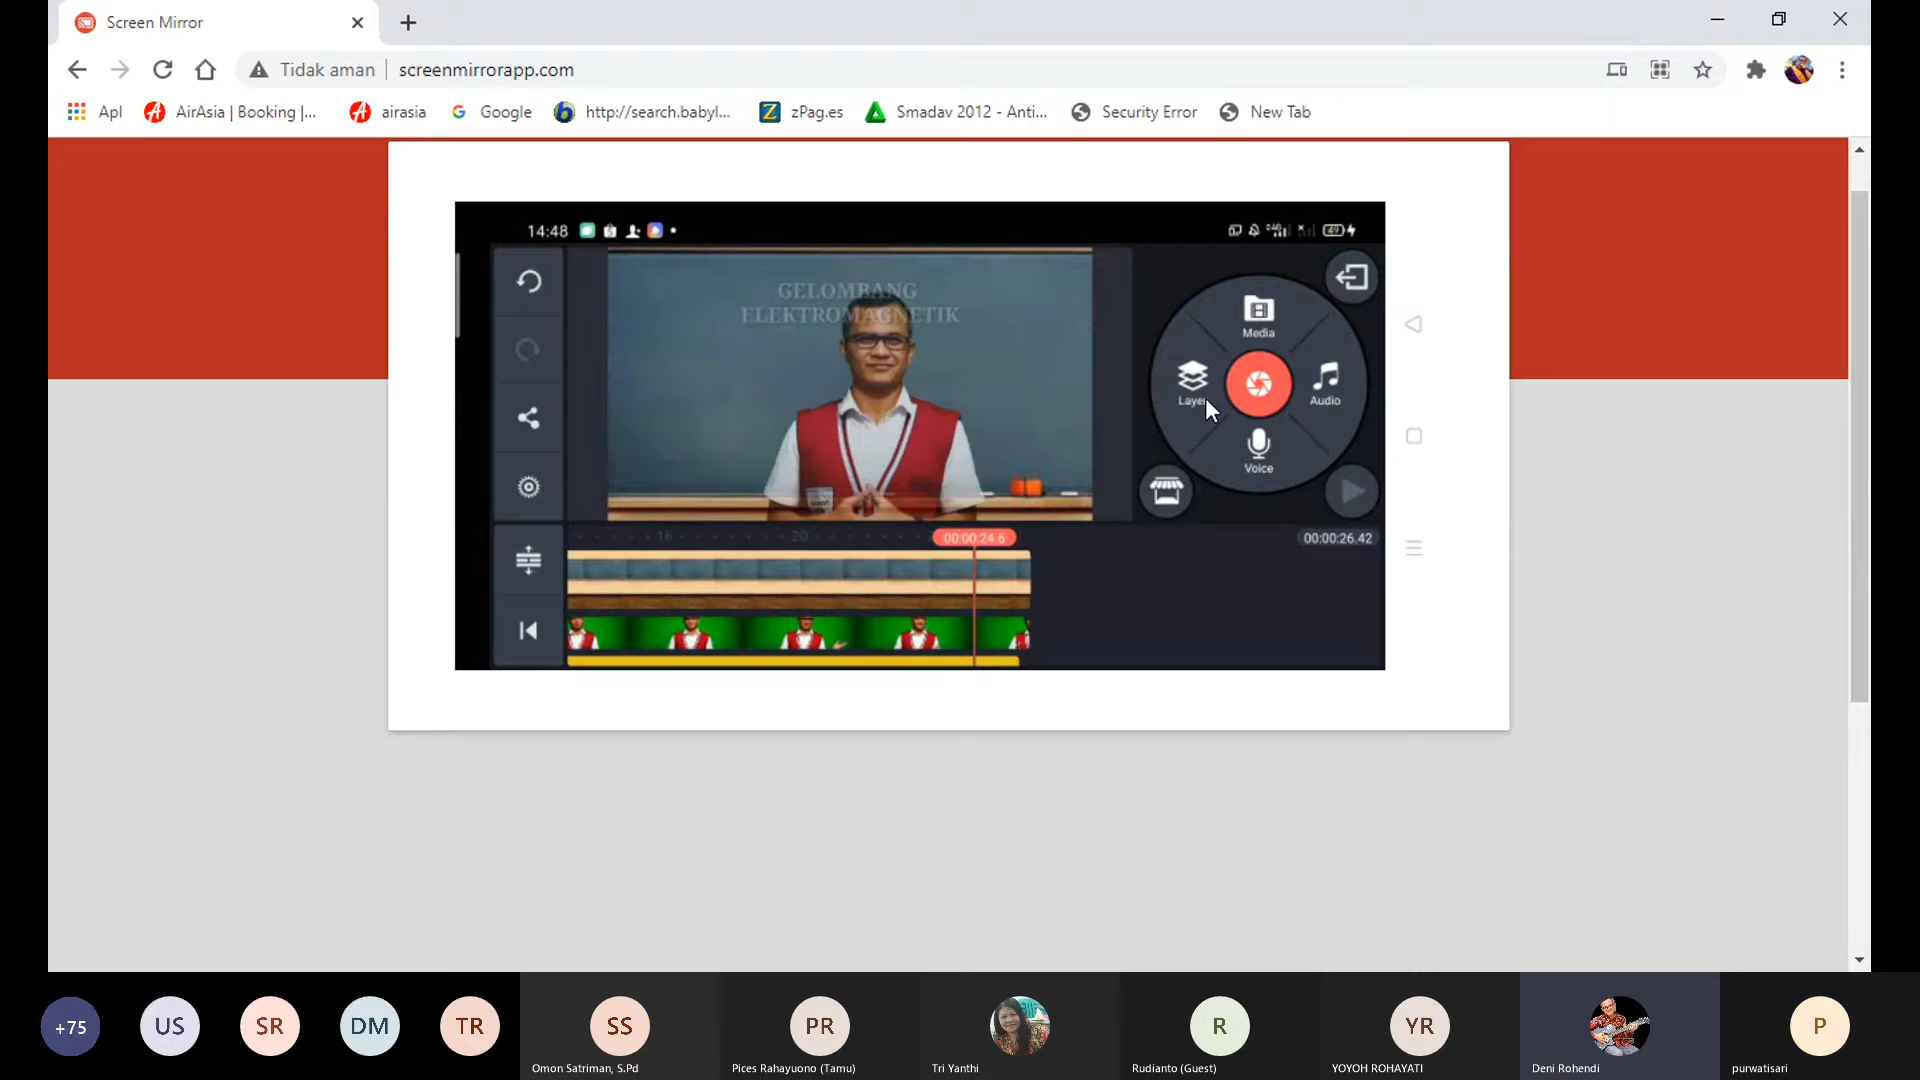 Screen Mirror
Tidak aman
screenmirrorapp.com
Apl
AirAsia | Booking |...
airasia
Google
http://search.babyl...
zPag.es
Smadav 2012 - Anti...
Security Error
New Tab
14:48
GELOMBANG
ELEKTROMAGNETIK
Media
Layer
Audio
Voice
16
20
00:00:24.6
00:00:26.42
+75
US
SR
DM
TR
SS
PR
R
YR
P
Omon Satriman, S.Pd
Pices Rahayuono (Tamu)
Tri Yanthi
Rudianto (Guest)
YOYOH ROHAYATI
Deni Rohendi
purwatisari